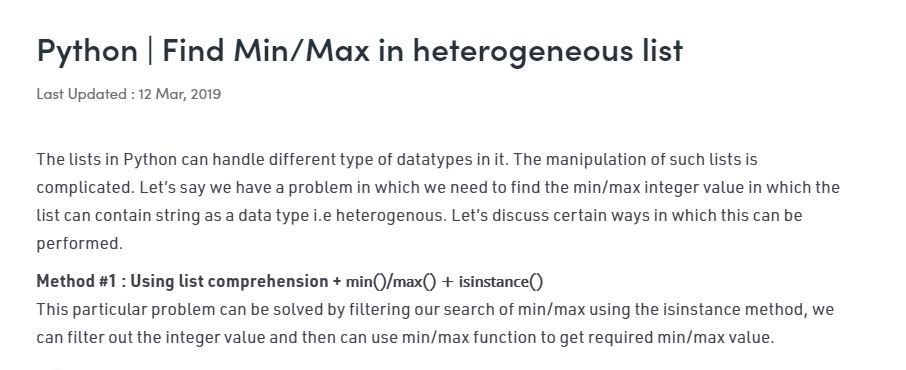 Python | Find Min/Max in heterogeneous list
Last Updated : 12 Mar, 2019
The lists in Python can handle different type of datatypes in it. The manipulation of such lists is
complicated. Let’s say we have a problem in which we need to find the min/max integer value in which the
list can contain string as a data type i.e heterogenous. Let’s discuss certain ways in which this can be
performed.
Method #1 : Using list comprehension + min()/max() + isinstance()
This particular problem can be solved by filtering our search of min/max using the isinstance method, we
can filter out the integer value and then can use min/max function to get required min/max value.